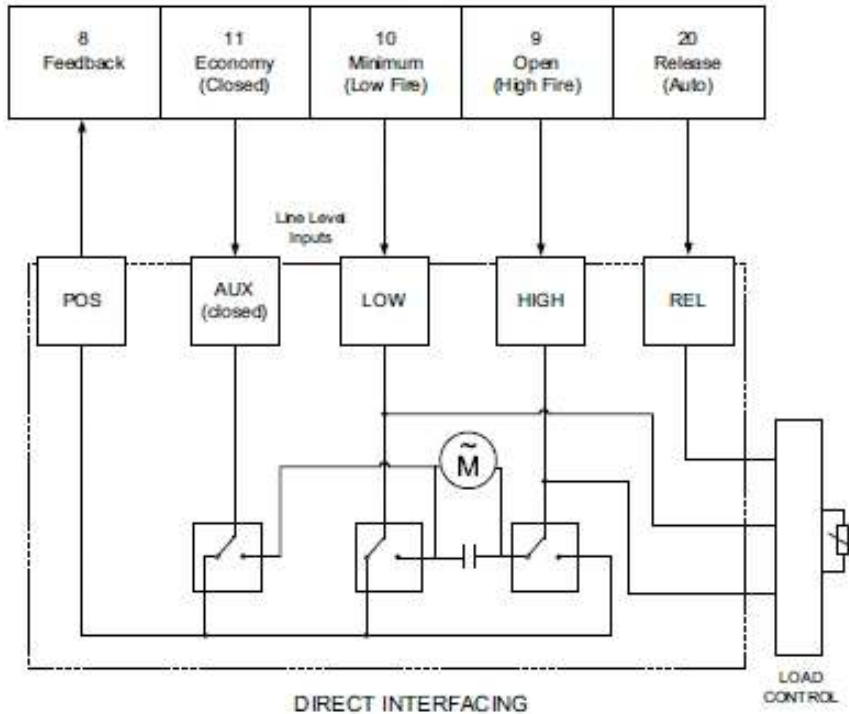 8
Feedback
11
Economy
(Closed)
10
Minimum
(Low Fire)
9
Open
(High Fire)
20
Release
(Auto)
Line Level
Inputs
POS
AUX
(closed)
LOW
HIGH
REL
~
M
LOAD
CONTROL
DIRECT INTERFACING